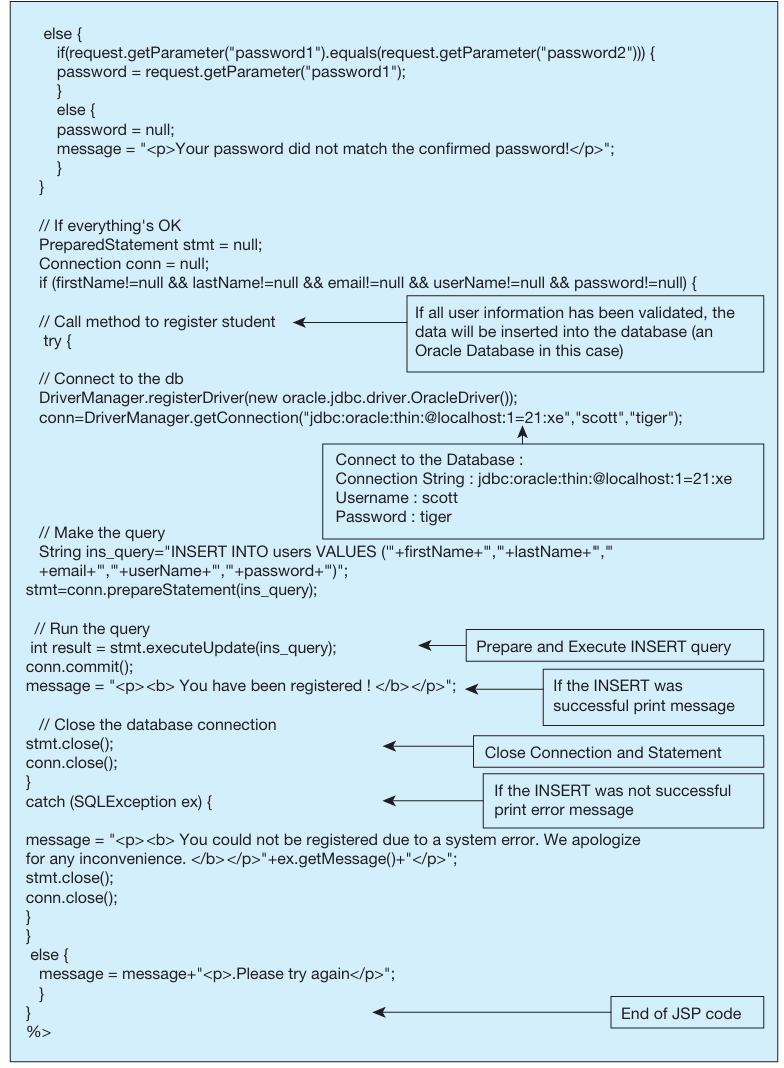 else {
if(request.getParameter("password1").equals(request.getParameter("password2"))) {
password = request.getParameter("password1");
}
else {
password = null;
message = "<p>Your password did not match the confirmed password!</p>";
}
}
// If everything's OK
PreparedStatement stmt = null;
Connection conn = null;
if (firstName!=null && lastName!=null && email!=null && userName!=null && password!=null) {
// Call method to register student
try {
If all user information has been validated, the
data will be inserted into the database (an
Oracle Database in this case)
// Connect to the db
DriverManager.registerDriver(new oracle.jdbc.driver.OracleDriver());
conn=DriverManager.getConnection("jdbc:oracle:thin:@localhost:1=21:xe","scott","tiger");
Connect to the Database :
Connection String : jdbc:oracle:thin:@localhost:1=21:xe
Username : scott
Password : tiger
// Make the query
String ins_query="INSERT INTO users VALUES ('"+firstName+"','"+lastName+"','"
+email+"','"+userName+"','"+password+"')";
stmt=conn.prepareStatement(ins_query);
// Run the query
int result = stmt.executeUpdate(ins_query);
Prepare and Execute INSERT query
conn.commit();
message = "<p><b> You have been registered ! </b></p>";
If the INSERT was
successful print message
// Close the database connection
stmt.close();
Close Connection and Statement
conn.close();
}
catch (SQLException ex) {
If the INSERT was not successful
print error message
message = "<p><b> You could not be registered due to a system error. We apologize
for any inconvenience. </b></p>"+ex.getMessage()+"</p>";
stmt.close();
conn.close();
}
}
else {
message = message+"<p>.Please try again</p>";
}
}
End of JSP code
%>